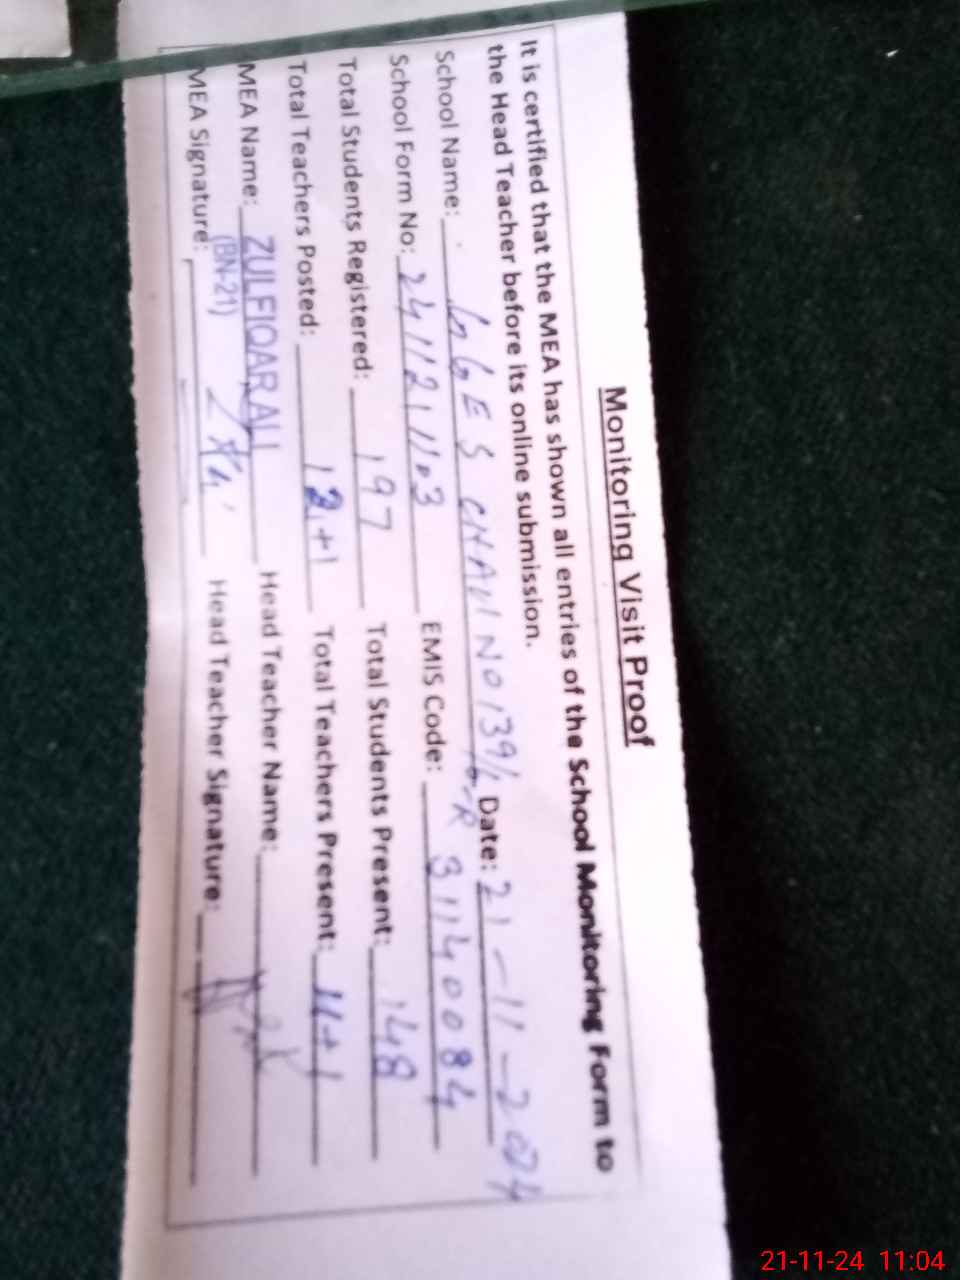 Monitoring Visit Proof
It is certified that the MEA has shown all entries of the School Monitoring Form to
the Head Teacher before its online submission.
School Name: GGES CHAK NO 139/ Date: 21-11-2024
School Form No: 241121103 EMIS Code: 31140084
Total Students Registered: 197 Total Students Present: 148
Total Teachers Posted: 12+1 Total Teachers Present: 11+1
MEA Name: ZULFIQAR ALI Head Teacher Name:
(BN-21)
MEA Signature: Head Teacher Signature:
21-11-24 11:04